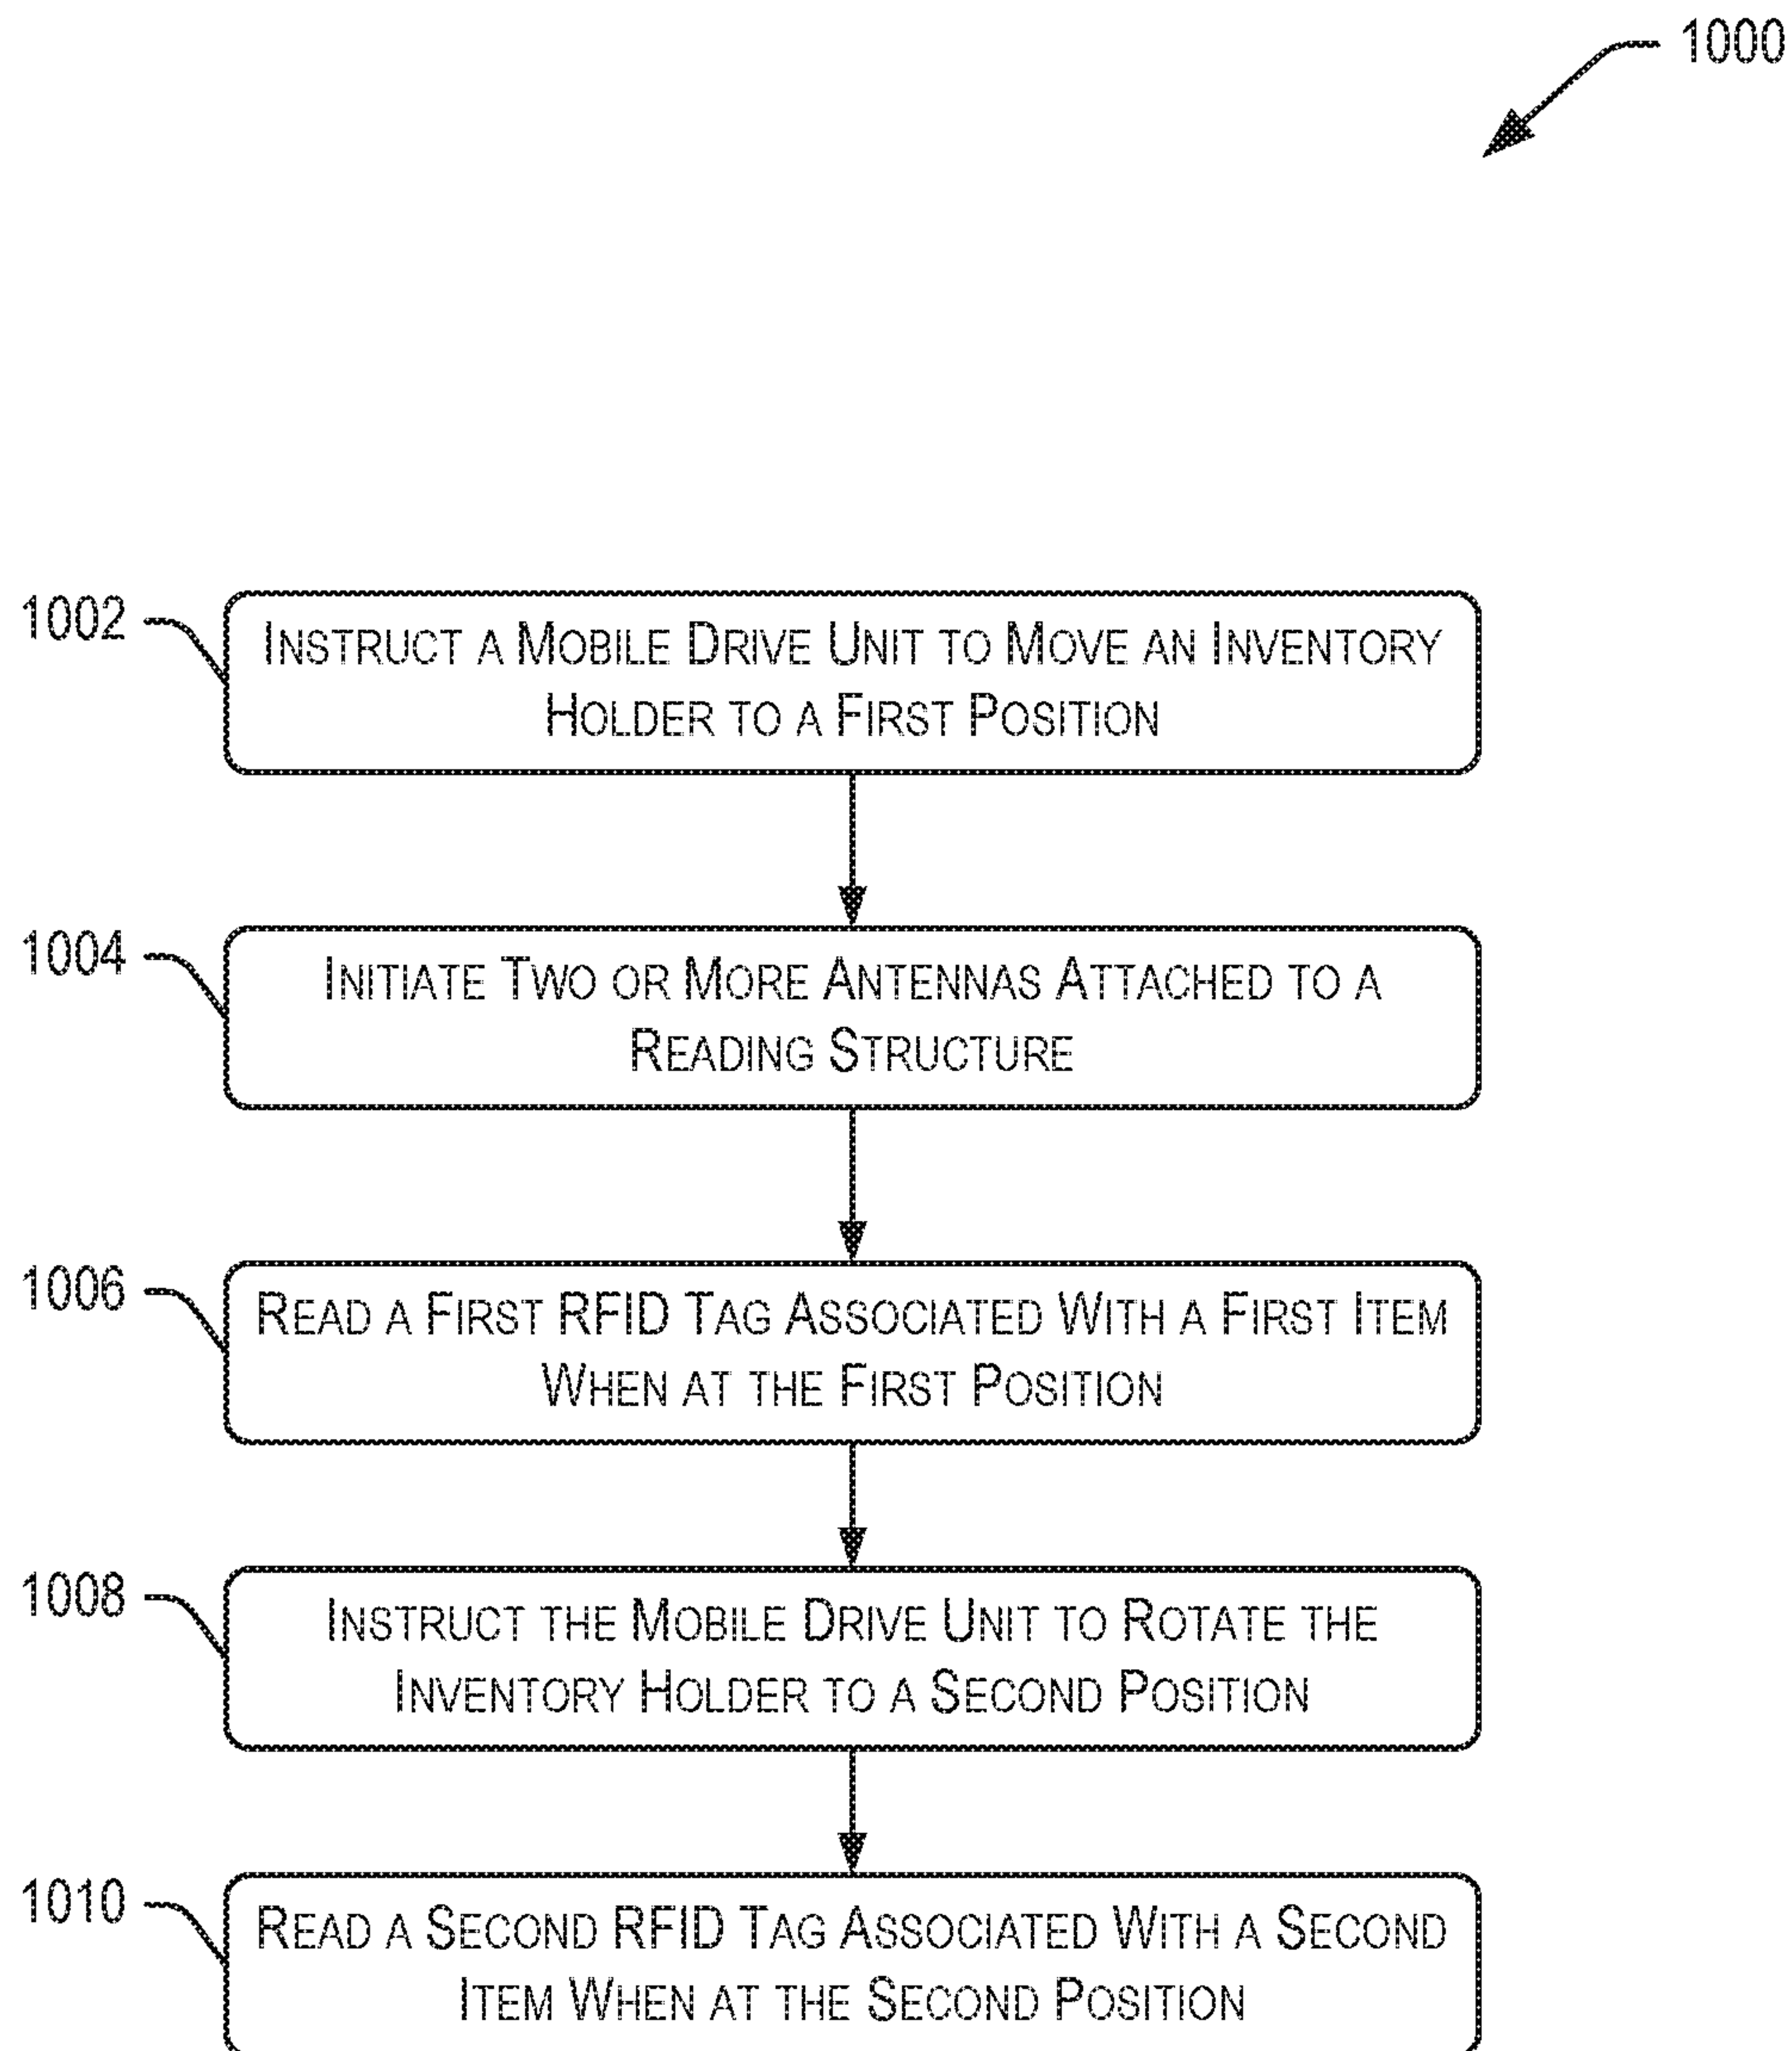 1000
1002
INSTRUCT A MOBILE DRIVE UNIT TO MOVE AN INVENTORY
HOLDER TO A FIRST POSITION
1004
INITIATE TWO OR MORE ANTENNAS ATTACHED TO A
READING STRUCTURE
1006
READ A FIRST RFID TAG ASSOCIATED WITH A FIRST ITEM
WHEN AT THE FIRST POSITION
1008
INSTRUCT THE MOBILE DRIVE UNIT TO ROTATE THE
INVENTORY HOLDER TO A SECOND POSITION
1010
READ A SECOND RFID TAG ASSOCIATED WITH A SECOND
ITEM WHEN AT THE SECOND POSITION